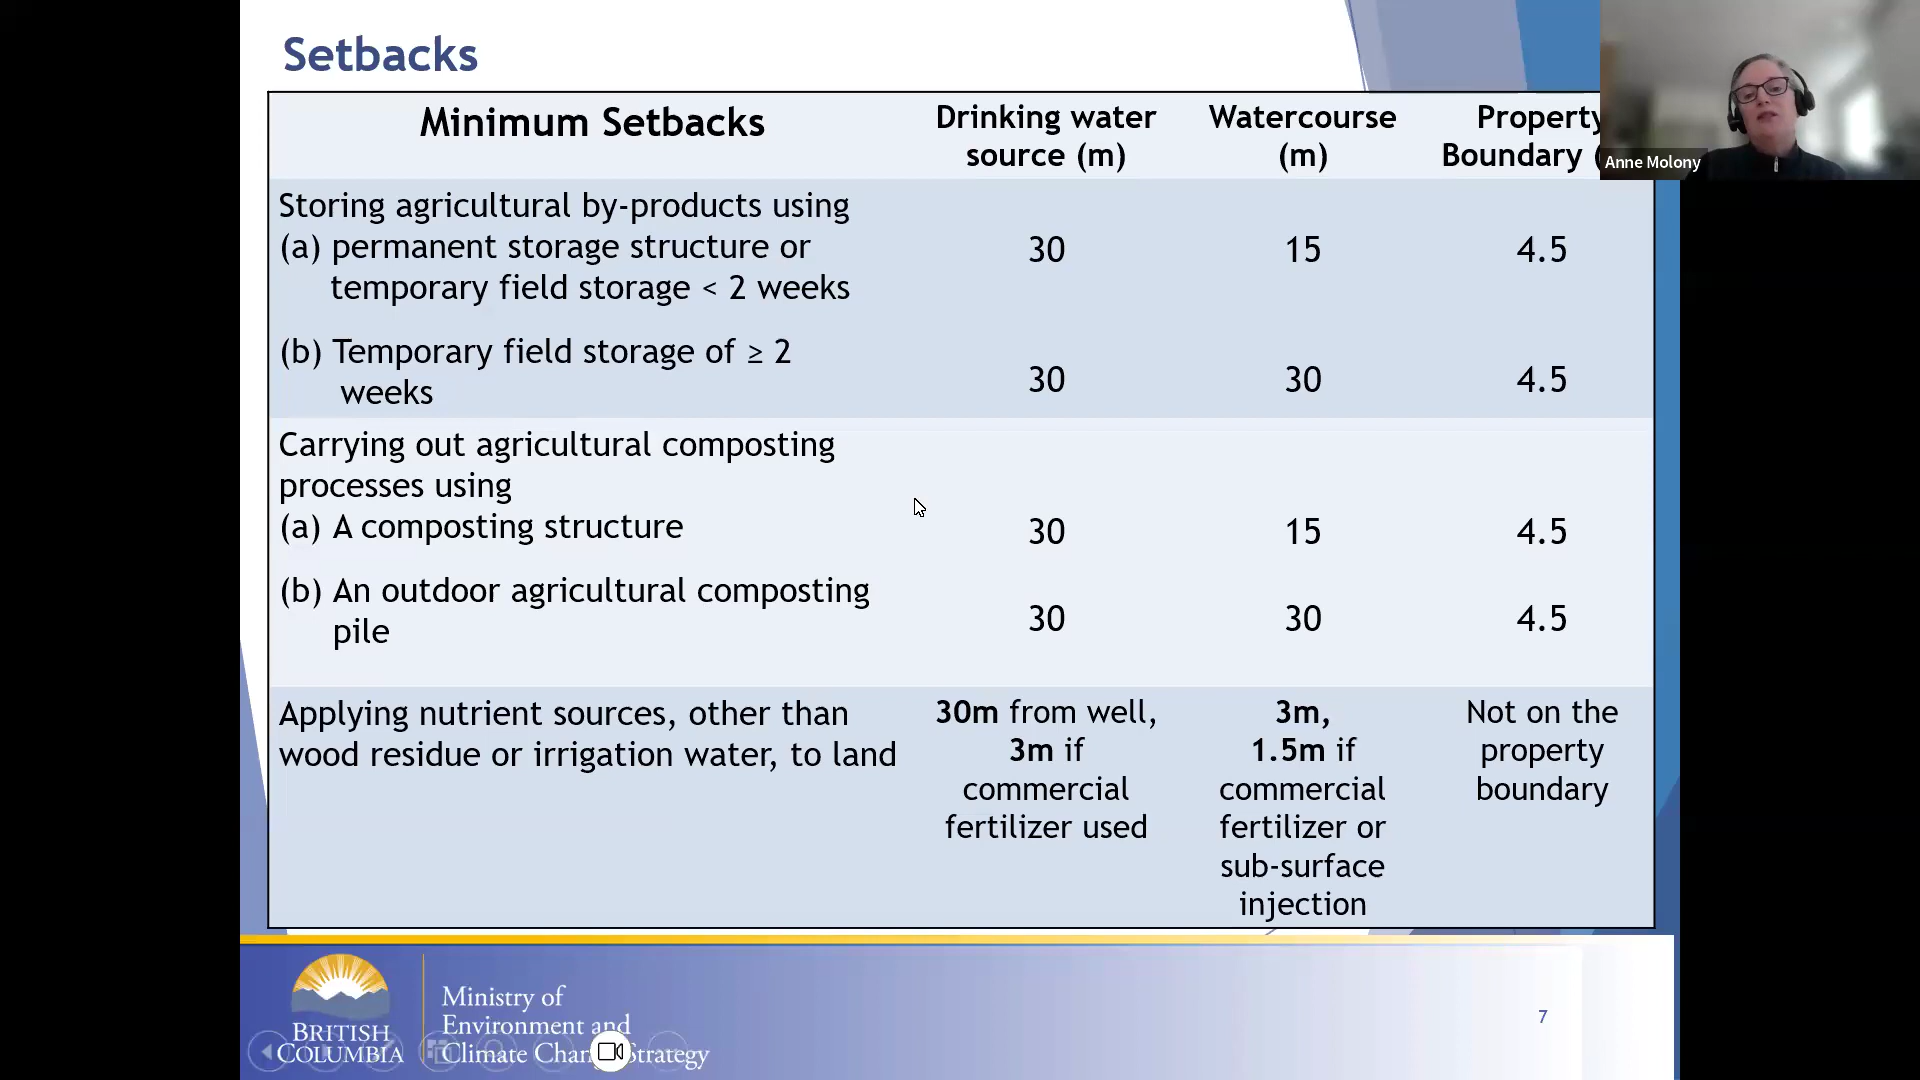 Setbacks
Minimum Setbacks
Drinking water
source (m)
Watercourse
(m)
Property
Boundary (
Anne Molony
Storing agricultural by-products using
(a) permanent storage structure or
temporary field storage < 2 weeks
30
15
4.5
(b) Temporary field storage of ≥ 2
weeks
30
30
4.5
Carrying out agricultural composting
processes using
(a) A composting structure
30
15
4.5
(b) An outdoor agricultural composting
pile
30
30
4.5
Applying nutrient sources, other than
wood residue or irrigation water, to land
30m from well,
3m if
commercial
fertilizer used
3m,
1.5m if
commercial
fertilizer or
sub-surface
injection
Not on the
property
boundary
BRITISH
COLUMBIA
Ministry of
Environment and
Climate Chan Strategy
7